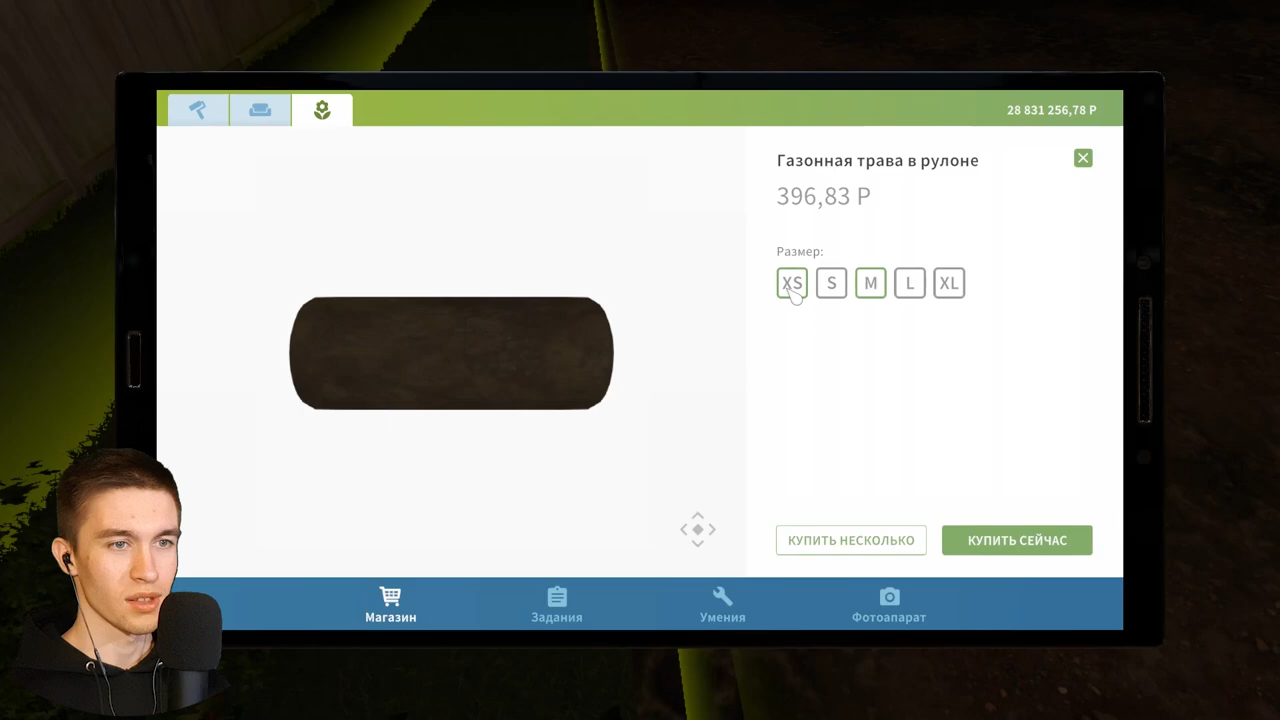 28 831 256,78 Р
Газонная трава в рулоне
396,83 Р
Размер:
XS S M L XL
КУПИТЬ НЕСКОЛЬКО КУПИТЬ СЕЙЧАС
Магазин Задания Умения Фотоапарат